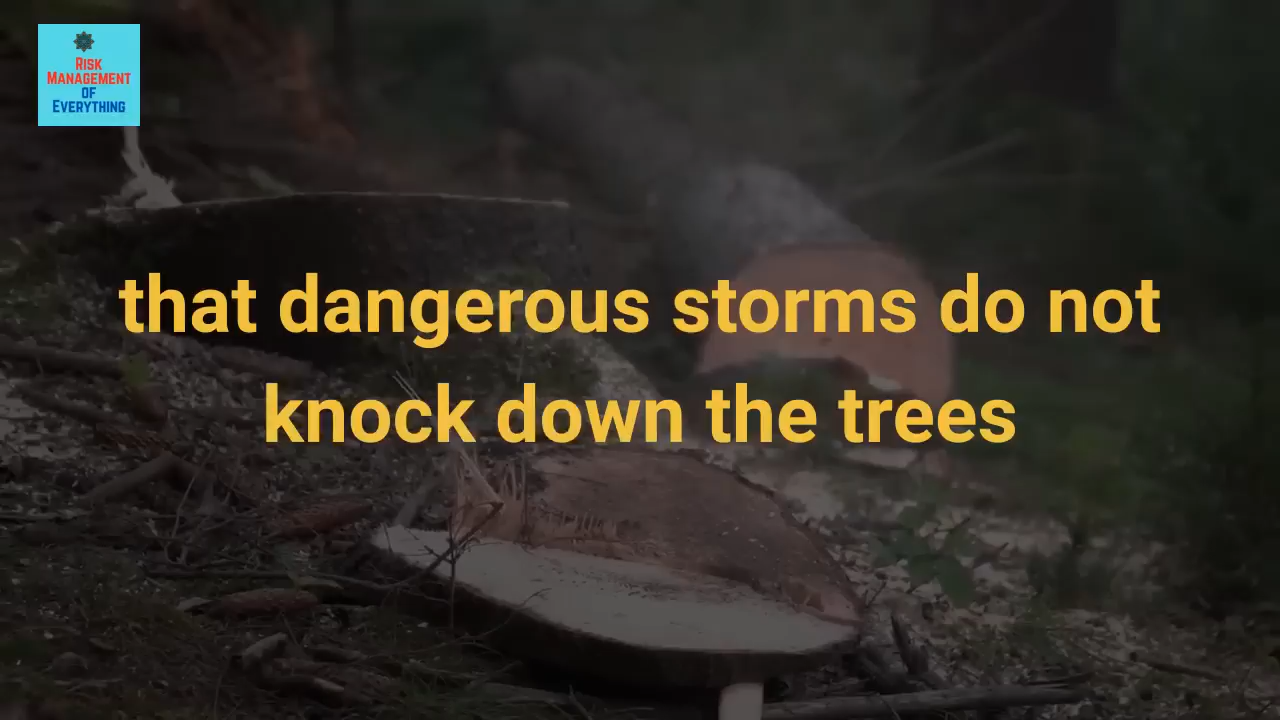 Risk
Management
of
Everything
that dangerous storms do not
knock down the trees